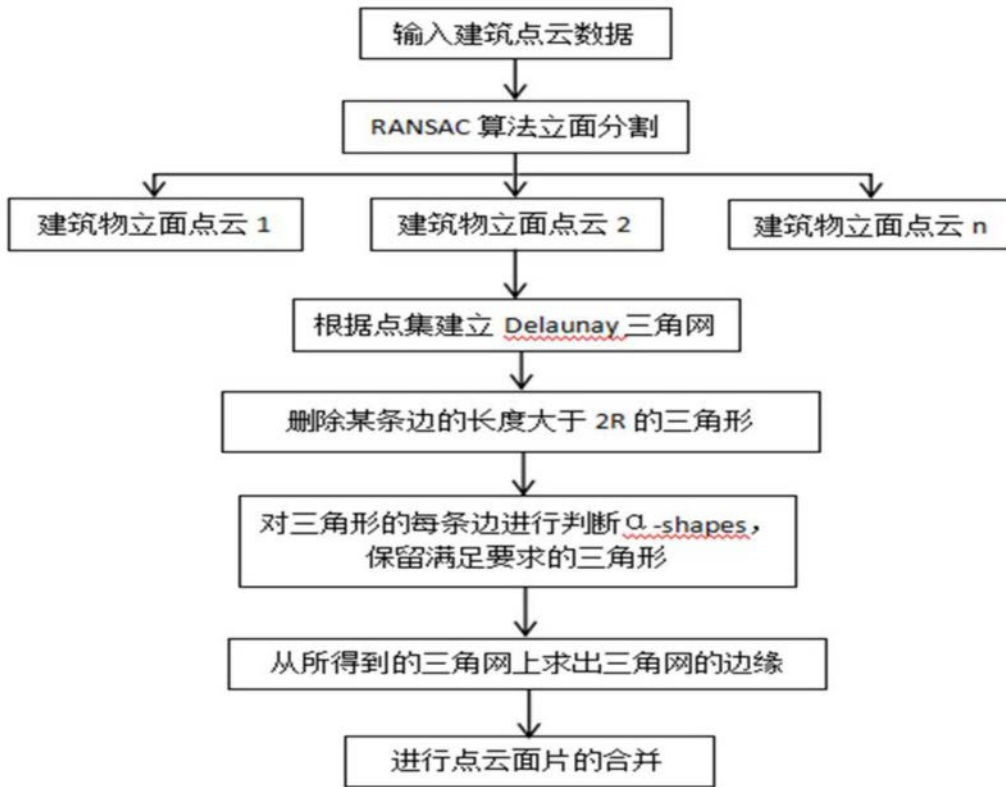 输入建筑点云数据
RANSAC 算法立面分割
建筑物立面点云 1
建筑物立面点云 2
建筑物立面点云 n
根据点集建立 Delaunay 三角网
删除某条边的长度大于 2R 的三角形
对三角形的每条边进行判断α-shapes，
保留满足要求的三角形
从所得到的三角网上求出三角网的边缘
进行点云面片的合并